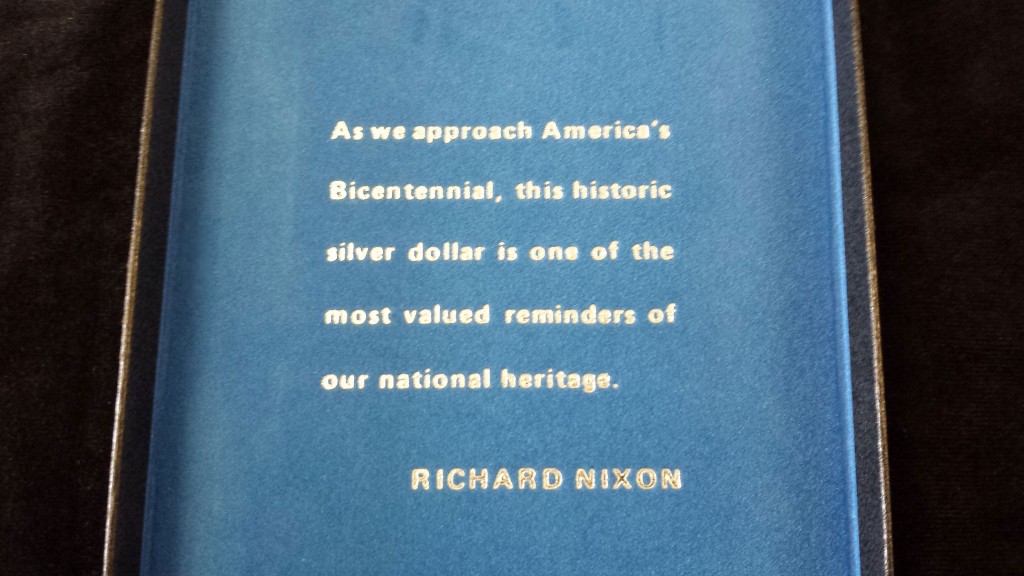 As we approach America's
Bicentennial, this historic
silver dollar is one of the
most valued reminders of
our national heritage.
RICHARD NIXON